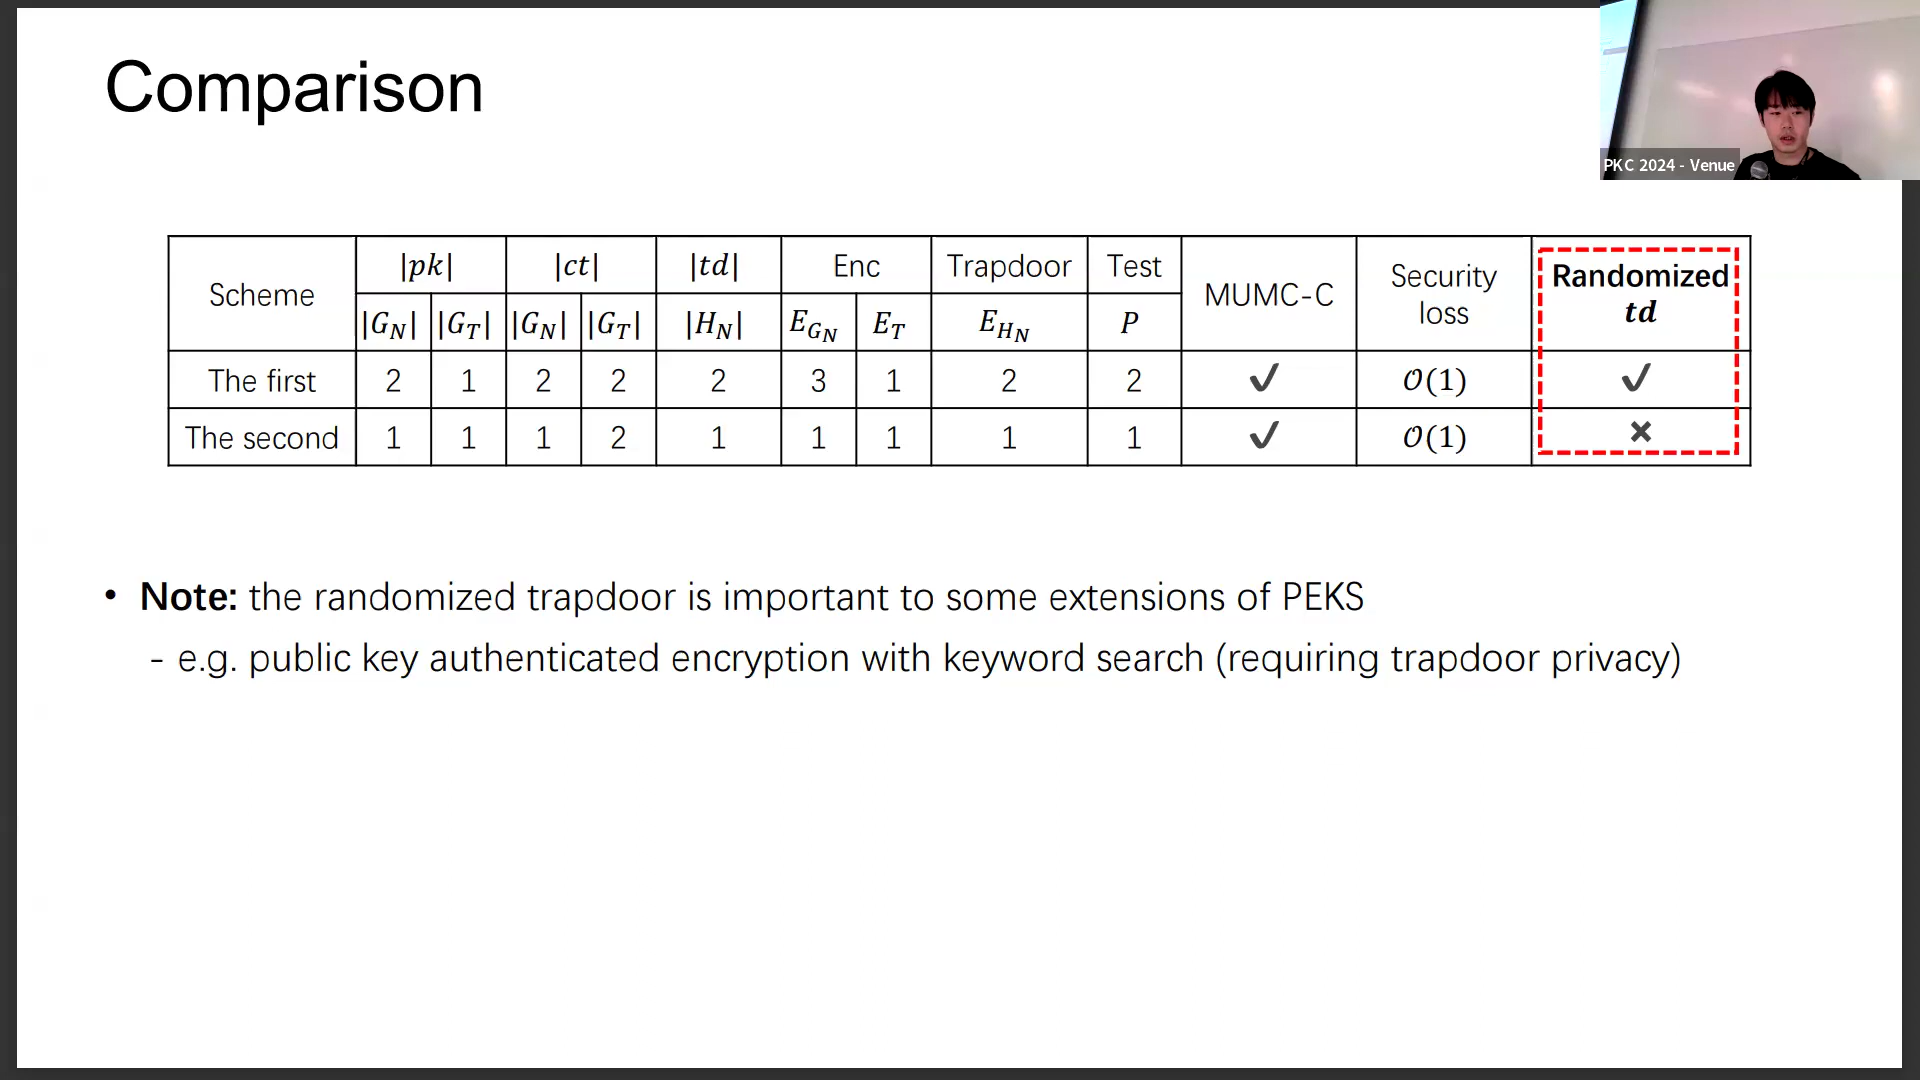 Comparison
PKC 2024 - Venue
Scheme |pk| |ct| |td| Enc Trapdoor Test MUMC-C Security loss Randomized td
|G_N| |G_T| |G_N| |G_T| |H_N| E_{G_N} E_T E_{H_N} P
The first 2 1 2 2 2 3 1 2 2 ✔ 𝒪(1) ✔
The second 1 1 1 2 1 1 1 1 1 ✔ 𝒪(1) ✖
• Note: the randomized trapdoor is important to some extensions of PEKS
- e.g. public key authenticated encryption with keyword search (requiring trapdoor privacy)